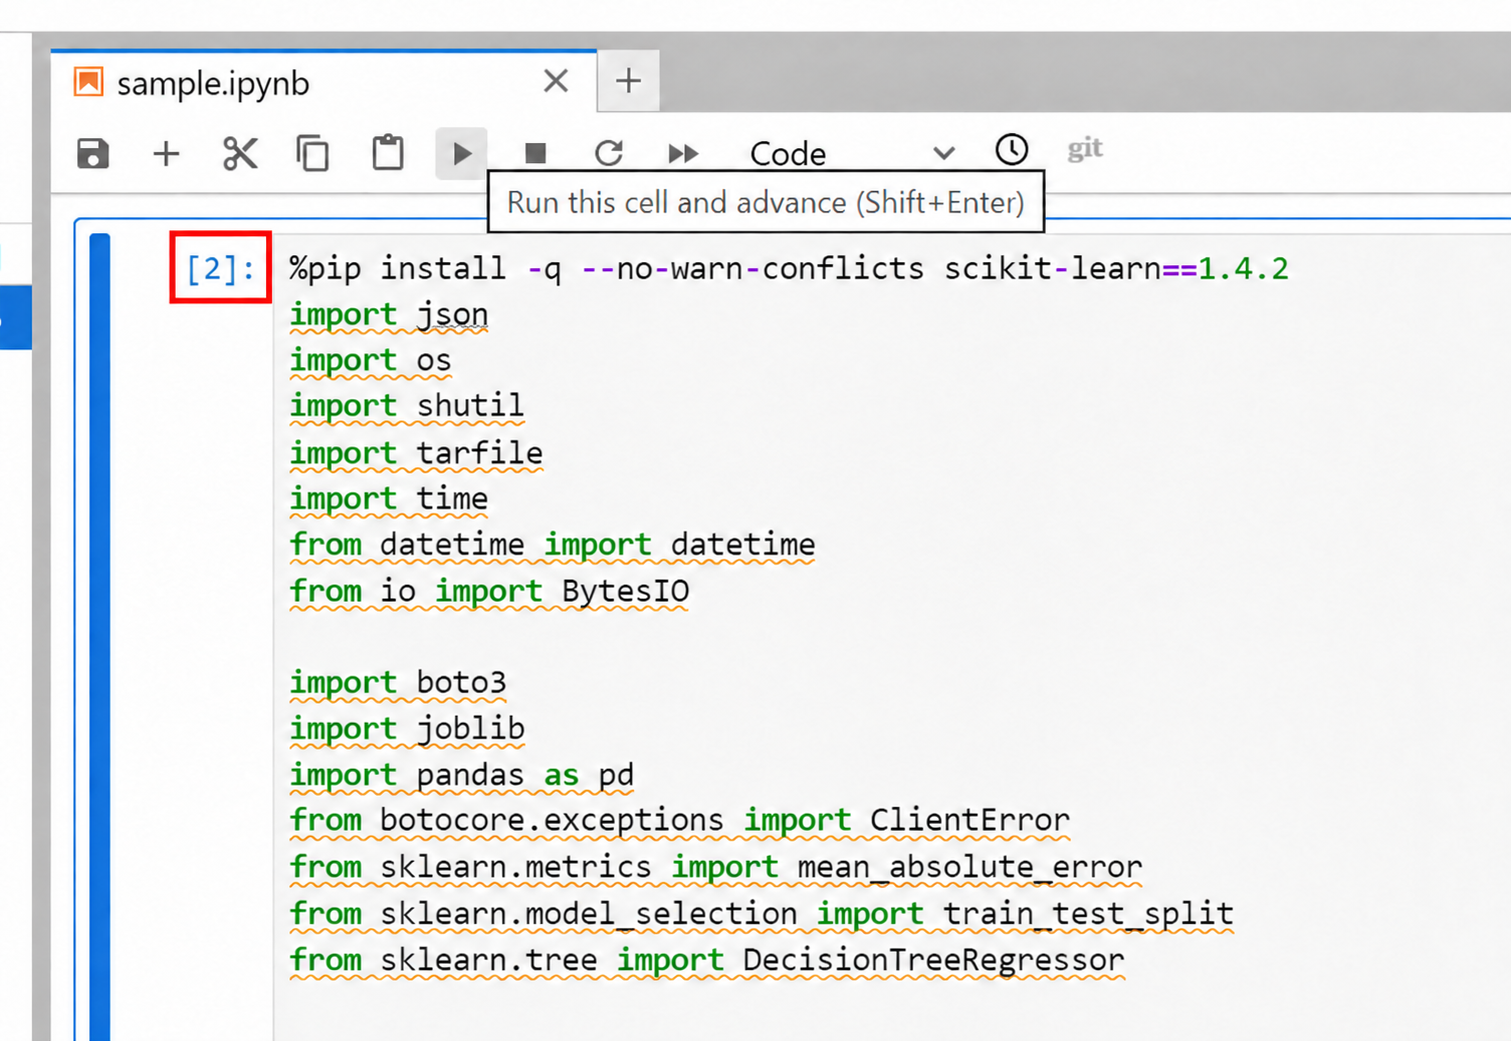 sample.ipynb
Code
git
Run this cell and advance (Shift+Enter)
[2]: %pip install -q --no-warn-conflicts scikit-learn==1.4.2
import json
import os
import shutil
import tarfile
import time
from datetime import datetime
from io import BytesIO
import boto3
import joblib
import pandas as pd
from botocore.exceptions import ClientError
from sklearn.metrics import mean_absolute_error
from sklearn.model_selection import train_test_split
from sklearn.tree import DecisionTreeRegressor